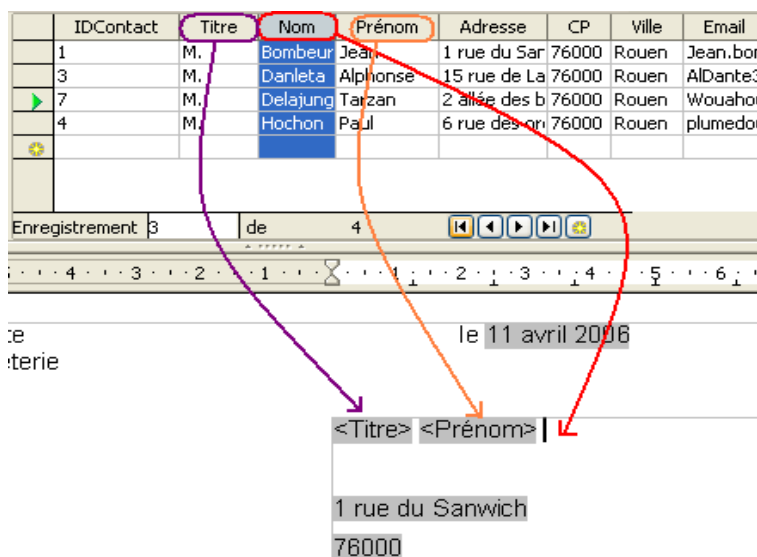 IDContact Titre Nom Prénom Adresse CP Ville Email
1 M. Bombeur Jean 1 rue du San 76000 Rouen Jean.bor
3 M. Danleta Alphonse 15 rue de La 76000 Rouen AlDante3
7 M. Delajung Tarzan 2 allée des b 76000 Rouen Wouahou
4 M. Hochon Paul 6 rue des 76000 Rouen plumedou
Enregistrement 3 de 4
4 3 2 1 1 2 3 4 5 6
te le 11 avril 2006
eterie
<Titre> <Prénom>
1 rue du Sanwich
76000